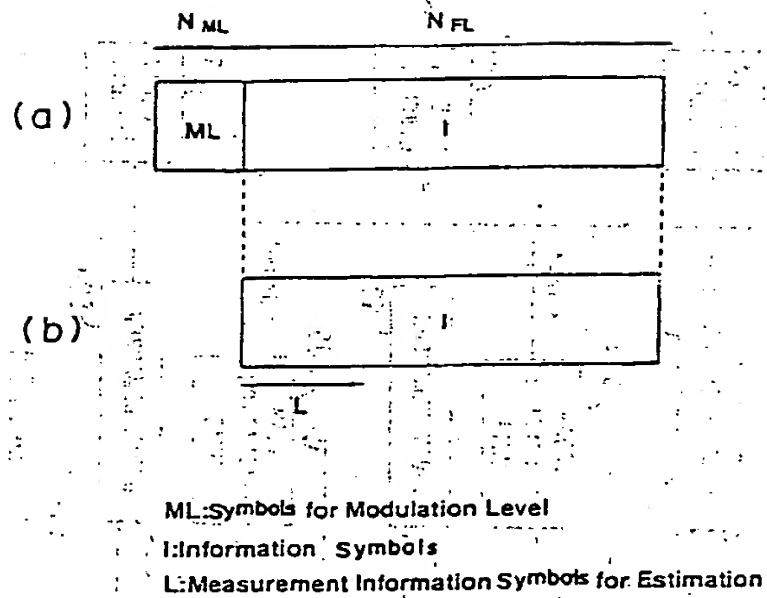 N ML N FL
(a)
ML I
(b)
I
L
ML:Symbols for Modulation Level
I:Information Symbols
L:Measurement Information Symbols for Estimation